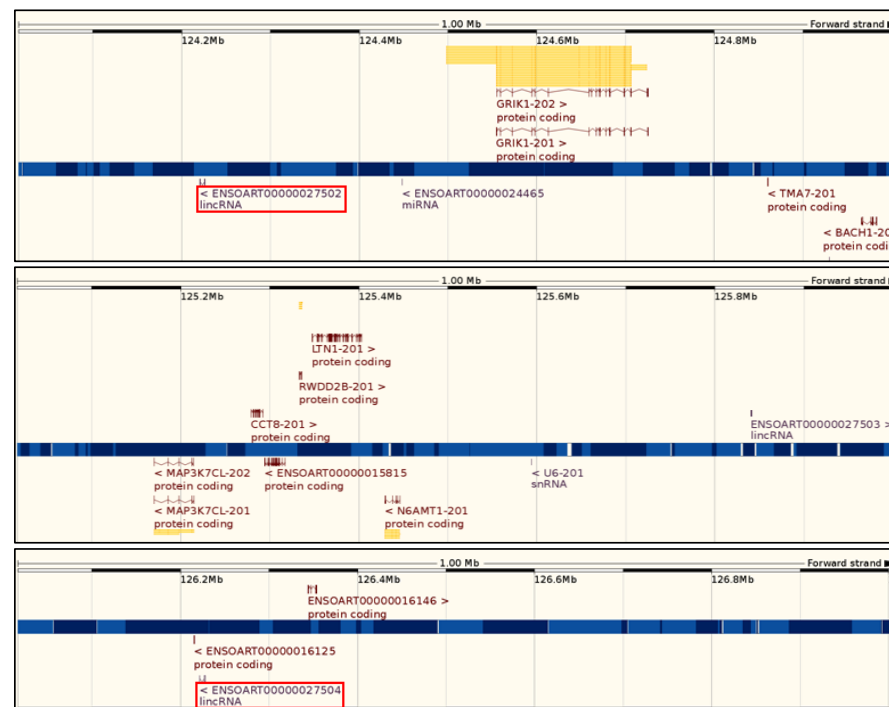 1.00 Mb Forward strand
124.2Mb 124.4Mb 124.6Mb 124.8Mb
GRIK1-202 >
protein coding
GRIK1-201 >
protein coding
< ENSOART00000027502 < ENSOART00000024465 < TMA7-201
lincRNA miRNA protein coding
< BACH1-20
protein codi
1.00 Mb Forward strand
125.2Mb 125.4Mb 125.6Mb 125.8Mb
LTN1-201 >
protein coding
RWDD2B-201 >
protein coding
CCT8-201 > ENSOART00000027503 >
protein coding lincRNA
< MAP3K7CL-202 < ENSOART00000015815 < U6-201
protein coding protein coding snRNA
< MAP3K7CL-201 < N6AMT1-201
protein coding protein coding
1.00 Mb Forward strand
126.2Mb 126.4Mb 126.6Mb 126.8Mb
ENSOART00000016146 >
protein coding
< ENSOART00000016125
protein coding
< ENSOART00000027504
lincRNA